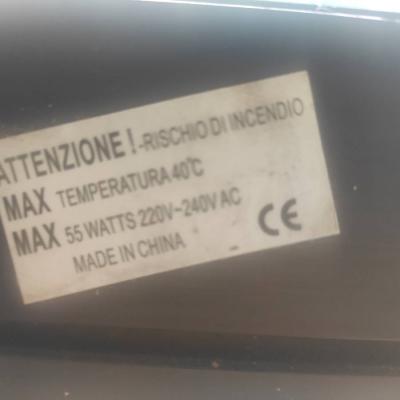 ATTENZIONE!-RISCHIO DI INCENDIO
MAX TEMPERATURA 40°C
MAX 55 WATTS 220V~240V AC
MADE IN CHINA
CE